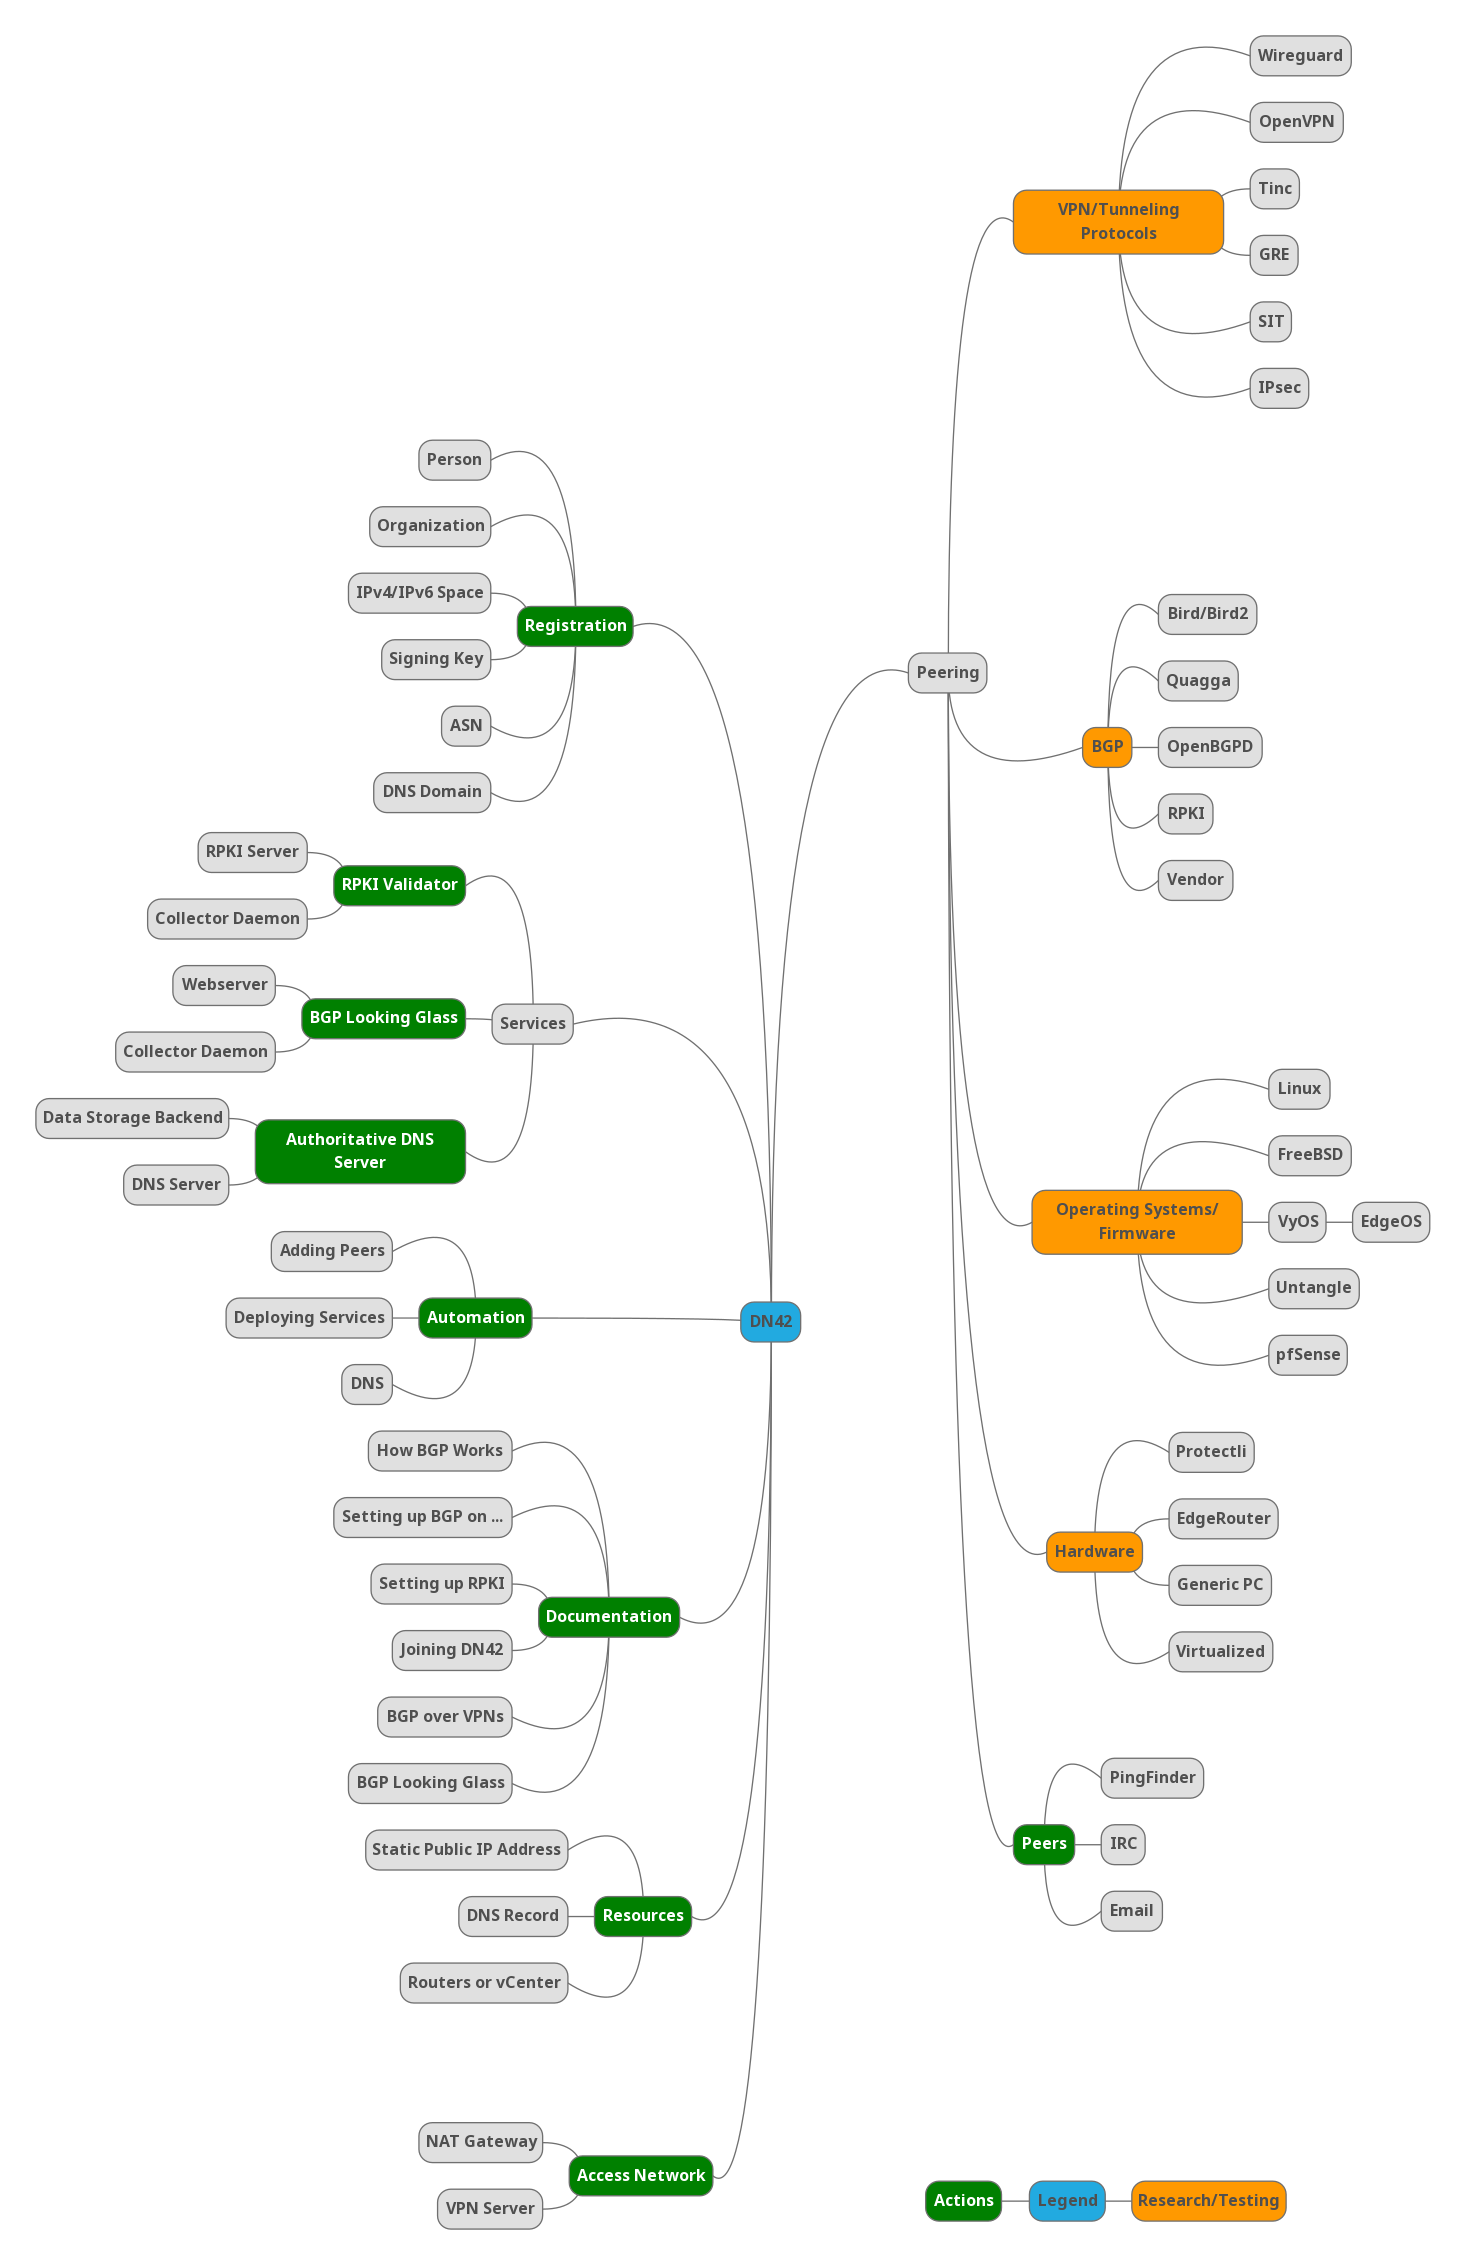 Wireguard
OpenVPN
Tinc
VPN/Tunneling
Protocols
GRE
SIT
IPsec
Person
Organization
IPv4/IPv6 Space
Registration
Signing Key
ASN
DNS Domain
Peering
Bird/Bird2
Quagga
BGP
OpenBGPD
RPKI
Vendor
RPKI Server
RPKI Validator
Collector Daemon
Webserver
BGP Looking Glass
Services
Collector Daemon
Data Storage Backend
Authoritative DNS
Server
DNS Server
Linux
FreeBSD
Operating Systems/
Firmware
VyOS
EdgeOS
Untangle
pfSense
Adding Peers
Deploying Services
Automation
DN42
DNS
How BGP Works
Setting up BGP on ...
Setting up RPKI
Documentation
Joining DN42
BGP over VPNs
BGP Looking Glass
Protectli
EdgeRouter
Hardware
Generic PC
Virtualized
PingFinder
Peers
IRC
Email
Static Public IP Address
DNS Record
Resources
Routers or vCenter
NAT Gateway
Access Network
VPN Server
Actions
Legend
Research/Testing